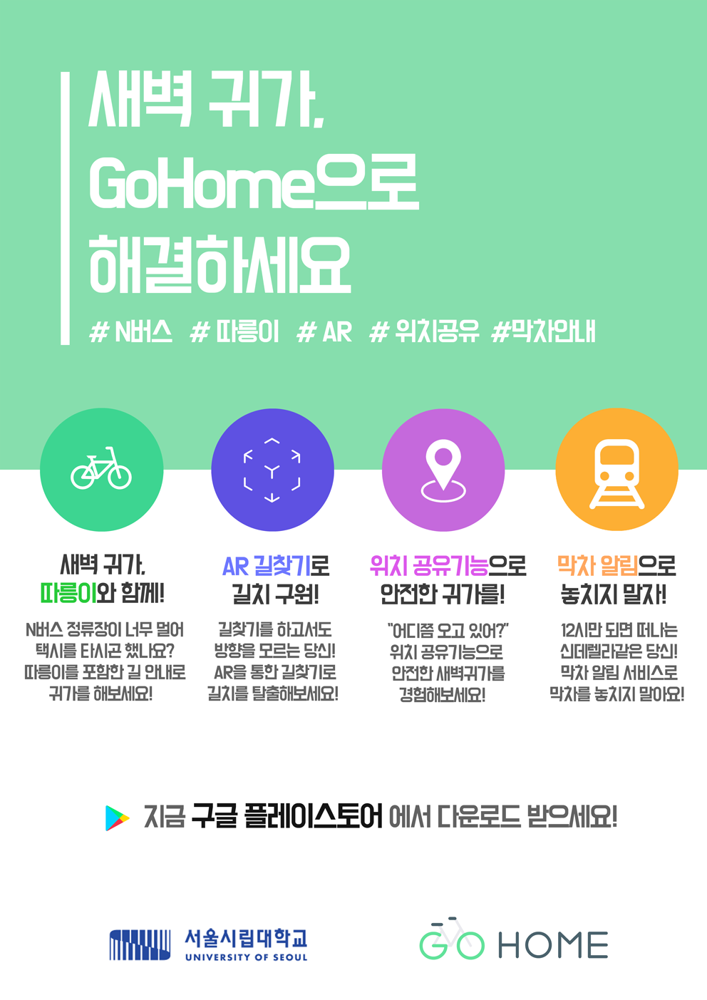 새벽 귀가,
GoHome으로
해결하세요
# N버스 # 따릉이 # AR # 위치공유 #막차안내
새벽 귀가,
따릉이와 함께!
N버스 정류장이 너무 멀어
택시를 타시곤 했나요?
따릉이를 포함한 길 안내로
귀가를 해보세요!
AR 길찾기로
길치 구원!
길찾기를 하고서도
방향을 모르는 당신!
AR을 통한 길찾기로
길치를 탈출해보세요!
위치 공유기능으로
안전한 귀가를!
"어디쯤 오고 있어?"
위치 공유기능으로
안전한 새벽귀가를
경험해보세요!
막차 알림으로
놓치지 말자!
12시만 되면 떠나는
신데렐라같은 당신!
막차 알림 서비스로
막차를 놓치지 말아요!
지금 구글 플레이스토어 에서 다운로드 받으세요!
서울시립대학교
UNIVERSITY OF SEOUL
GO HOME